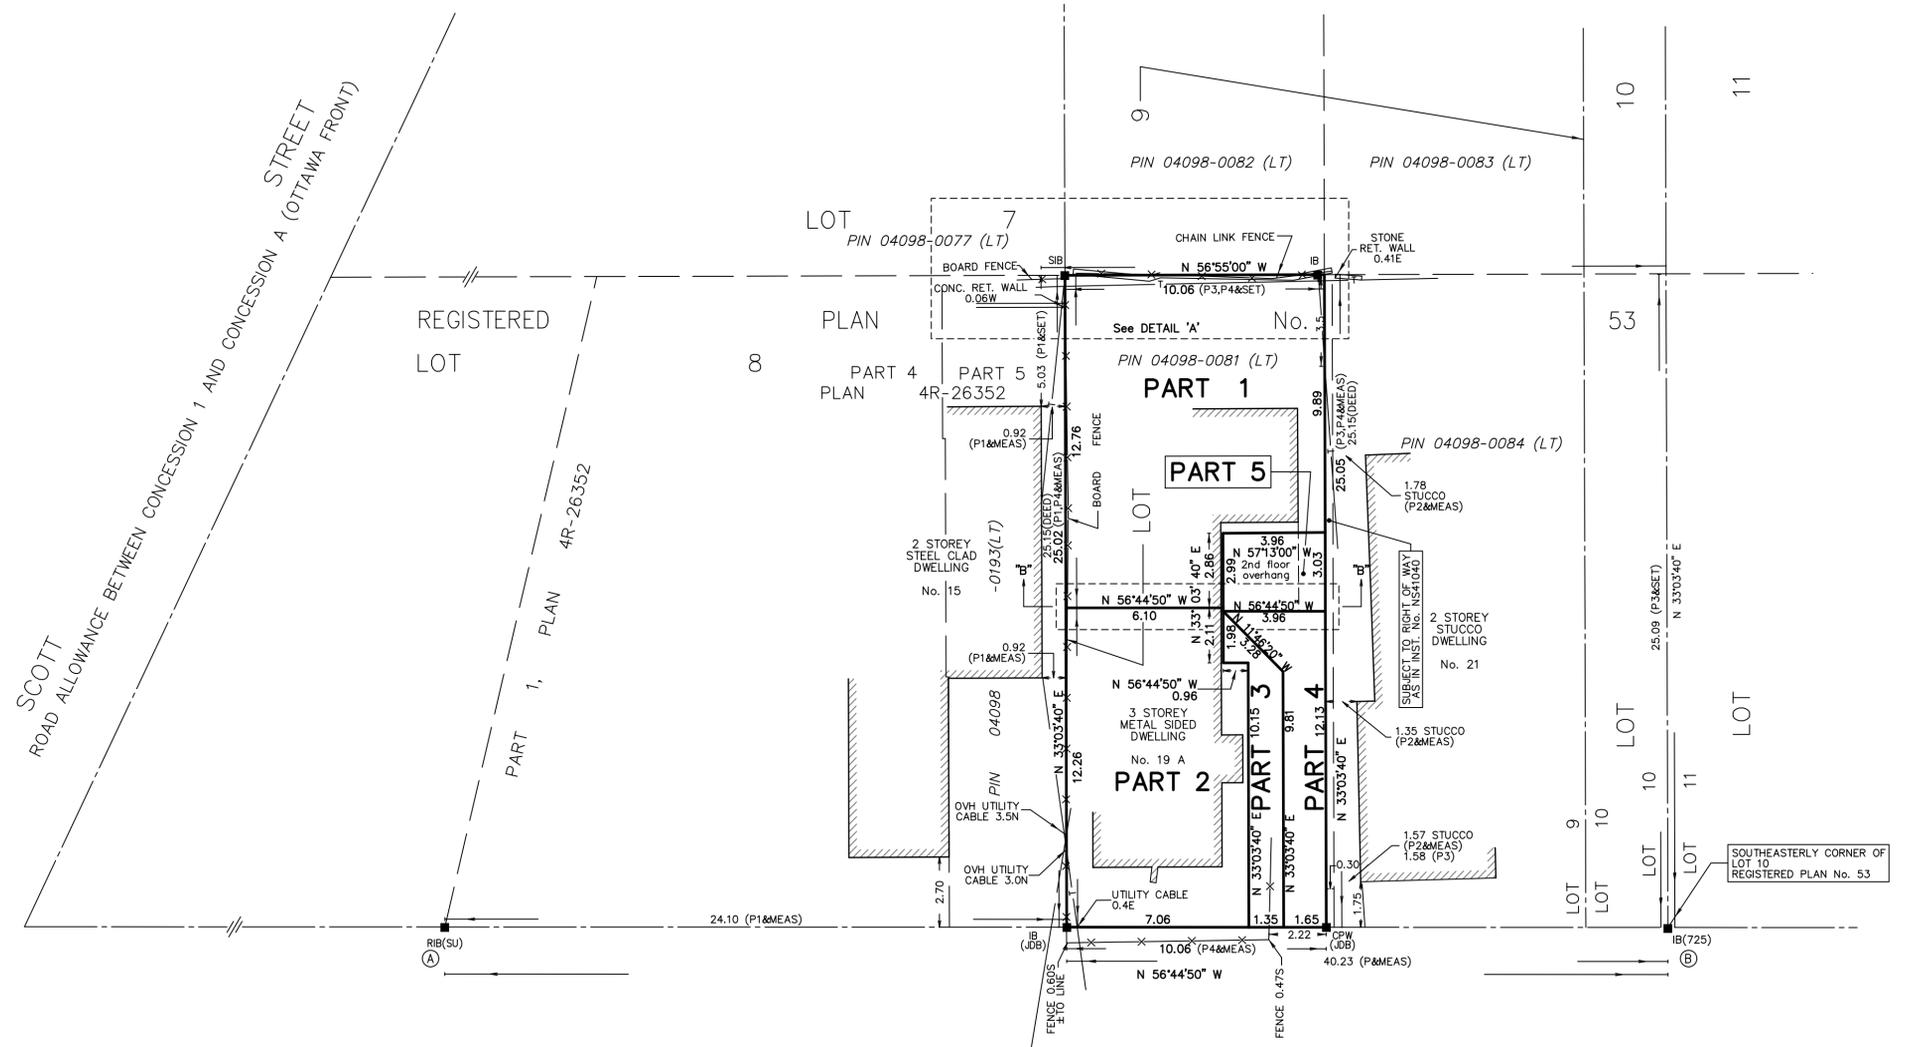 9
10
11
STREET
SCOTT
ROAD ALLOWANCE BETWEEN CONCESSION 1 AND CONCESSION A (OTTAWA FRONT)
PIN 04098-0082 (LT)
PIN 04098-0083 (LT)
LOT 7
PIN 04098-0077 (LT)
CHAIN LINK FENCE
STONE
RET. WALL
0.41E
BOARD FENCE
SIB
N 56°55'00" W
IB
CONC. RET. WALL
0.06W
10.06 (P3,P4&SET)
REGISTERED PLAN No. 53
See DETAIL 'A'
3.5
LOT 8
PIN 04098-0081 (LT)
PART 4 PART 5
PLAN 4R-26352
5.03 (P1&SET)
PART 1
9.89
25.05 (P3,P4&MEAS)
25.15(DEED)
PART 1, PLAN 4R-26352
0.92
(P1&MEAS)
12.76
BOARD FENCE
PIN 04098-0084 (LT)
PART 5
LOT
1.78
STUCCO
(P2&MEAS)
25.15(DEED)
25.02 (P1,P4&MEAS)
2 STOREY
STEEL CLAD
DWELLING
No. 15
PIN 04098 -0193(LT)
"B"
"B"
3.96
N 57°13'00" W
2nd floor
overhang
2.86
2.99
3.03
N 33°03'40" E
N 56°44'50" W
6.10
N 56°44'50" W
3.96
2.11
1.98
N 11°46'20" W
3.28
SUBJECT TO RIGHT OF WAY
AS IN INST. No. NS41040
2 STOREY
STUCCO
DWELLING
No. 21
25.09 (P3&SET)
N 33°03'40" E
0.92
(P1&MEAS)
N 56°44'50" W
0.96
3 STOREY
METAL SIDED
DWELLING
No. 19 A
PART 2
PART 3
PART 4
10.15
9.81
12.13
N 33°03'40" E
12.26
N 33°03'40" E
N 33°03'40" E
N 33°03'40" E
1.35 STUCCO
(P2&MEAS)
LOT 10
LOT 11
OVH UTILITY
CABLE 3.5N
OVH UTILITY
CABLE 3.0N
UTILITY CABLE
0.4E
1.57 STUCCO
(P2&MEAS)
1.58 (P3)
0.30
1.75
LOT 9
LOT 10
LOT
LOT
SOUTHEASTERLY CORNER OF
LOT 10
REGISTERED PLAN No. 53
2.70
24.10 (P1&MEAS)
7.06
1.35
1.65
2.22
RIB(SU)
A
IB
(JDB)
CPW
(JDB)
IB(725)
B
10.06 (P4&MEAS)
40.23 (P&MEAS)
N 56°44'50" W
FENCE 0.60S
±TO LINE
FENCE 0.47S